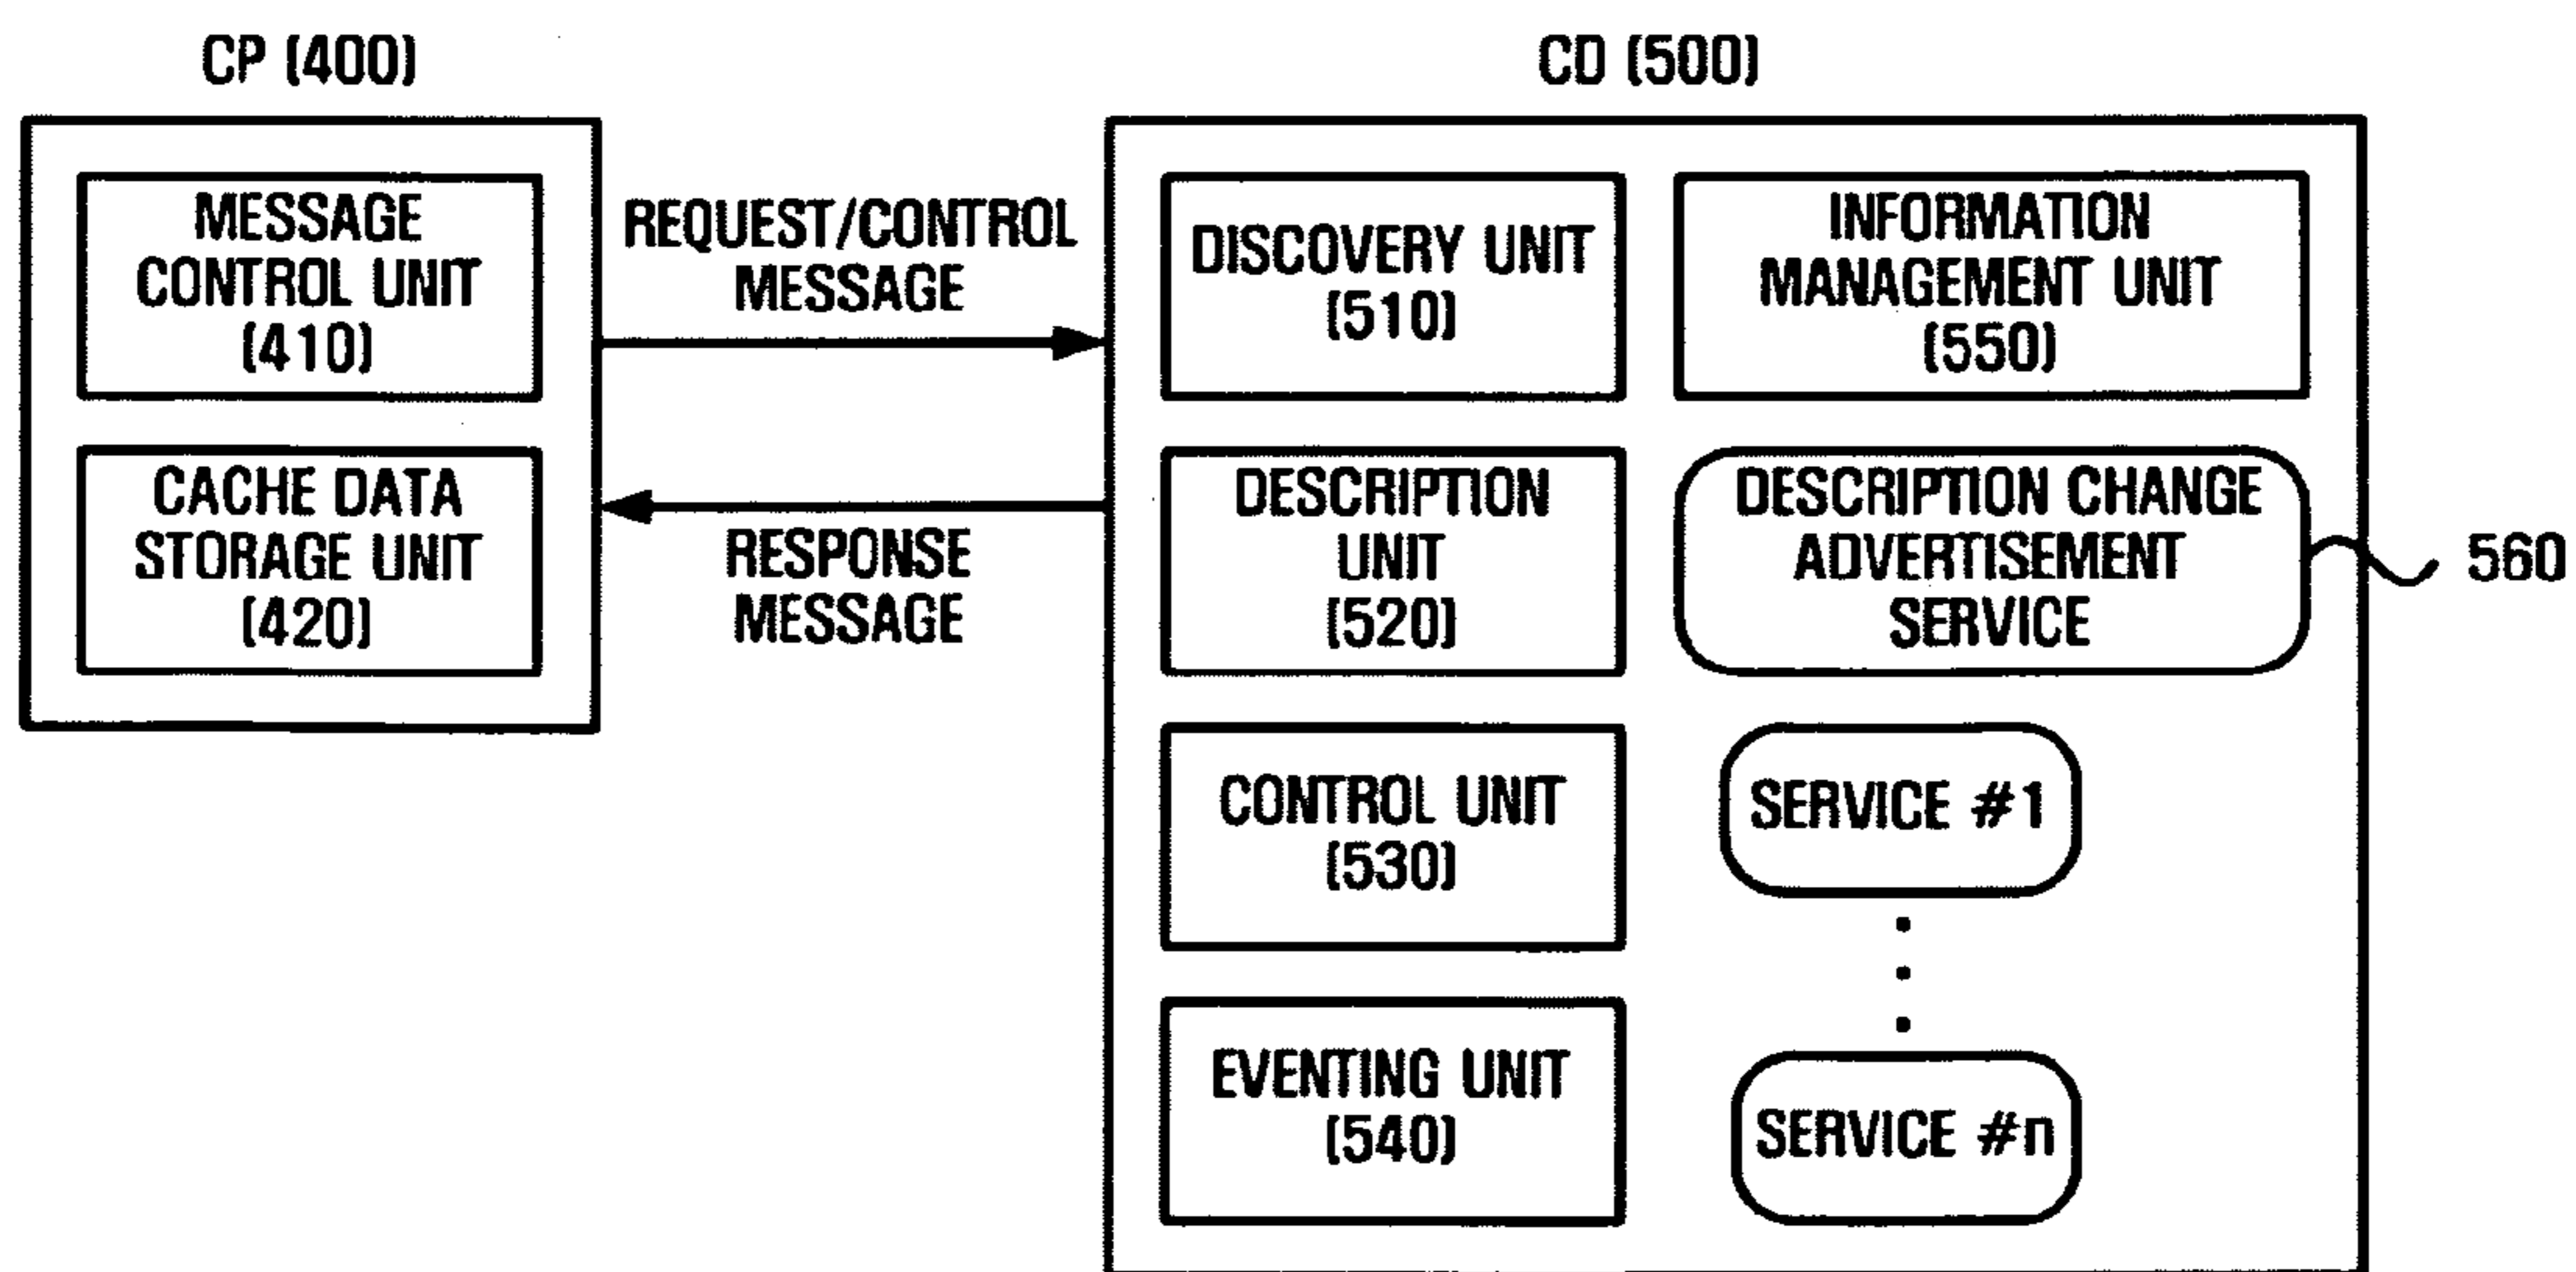 CP (400)
MESSAGE
CONTROL UNIT
(410)
CACHE DATA
STORAGE UNIT
(420)
REQUEST/CONTROL
MESSAGE
RESPONSE
MESSAGE
CD (500)
DISCOVERY UNIT
(510)
INFORMATION
MANAGEMENT UNIT
(550)
DESCRIPTION
UNIT
(520)
DESCRIPTION CHANGE
ADVERTISEMENT
SERVICE
560
CONTROL UNIT
(530)
SERVICE #1
EVENTING UNIT
(540)
SERVICE #n